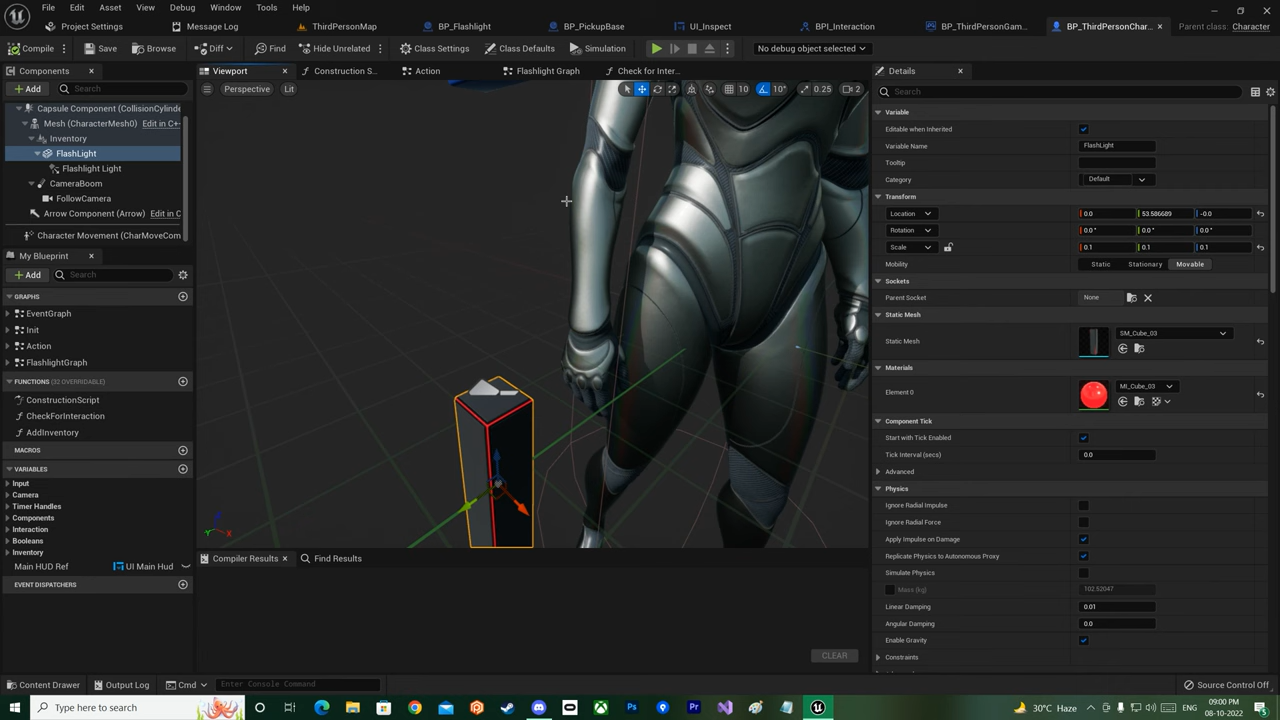 File Edit Asset View Debug Window Tools Help
My Settings Message Log ThirdPersonMap BP_Flashlight BP_PickupBase UI_Inspect BPI_Interaction BP_ThirdPersonGam... BP_ThirdPersonChar... Parent class: Character
Compile Save Browse Diff Find Hide Unrelated Class Settings Class Defaults Simulation No debug object selected
Components Viewport Construction S... Action Flashlight Graph Check for Inter... Details
Add Search Perspective Lit 10 10° 0.25 2 Search
Capsule Component (CollisionCylinde
Mesh (CharacterMesh0) Edit in C+
Inventory
FlashLight
Flashlight Light
CameraBoom
FollowCamera
Arrow Component (Arrow) Edit in C
Character Movement (CharMoveCom
My Blueprint
Add Search
GRAPHS
EventGraph
Init
Action
FlashlightGraph
FUNCTIONS (32 OVERRIDABLE)
ConstructionScript
CheckForInteraction
AddInventory
MACROS
VARIABLES
Input
Camera
Timer Handles
Components
Interaction
Booleans
Inventory
Main HUD Ref UI Main Hud
EVENT DISPATCHERS
Z
Y X
Compiler Results Find Results
CLEAR
Variable
Editable when Inherited
Variable Name FlashLight
Tooltip
Category Default
Transform
Location 0.0 53.586689 -0.0
Rotation 0.0° 0.0° 0.0°
Scale 0.1 0.1 0.1
Mobility Static Stationary Movable
Sockets
Parent Socket None
Static Mesh
Static Mesh SM_Cube_03
Materials
Element 0 MI_Cube_03
Component Tick
Start with Tick Enabled
Tick Interval (secs) 0.0
Advanced
Physics
Ignore Radial Impulse
Ignore Radial Force
Apply Impulse on Damage
Replicate Physics to Autonomous Proxy
Simulate Physics
Mass (kg) 102.52047
Linear Damping 0.01
Angular Damping 0.0
Enable Gravity
Constraints
Content Drawer Output Log Cmd Enter Console Command Source Control Off
Type here to search 30°C Haze 09:00 PM
08-10-2022